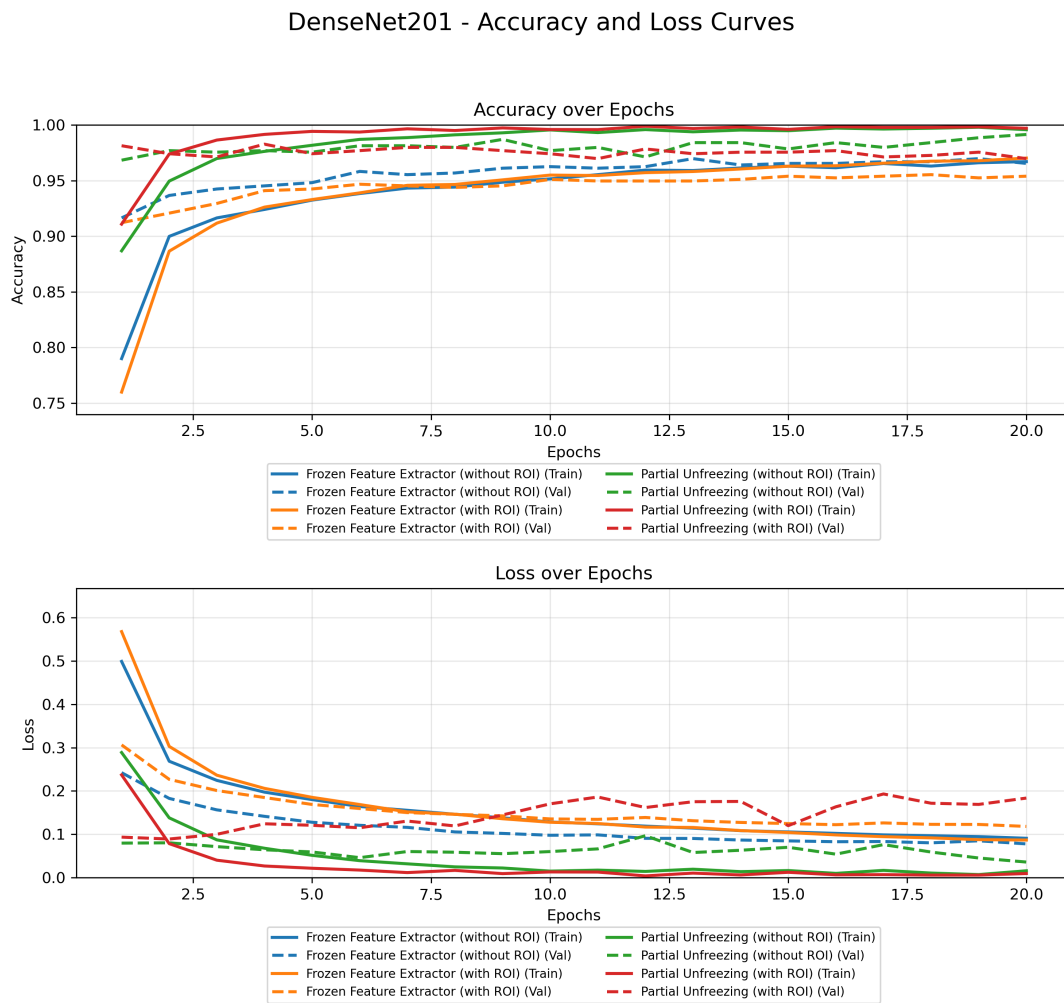 DenseNet201 - Accuracy and Loss Curves
Accuracy over Epochs
1.00
0.95
0.90
0.85
0.80
0.75
Accuracy
2.5 5.0 7.5 10.0 12.5 15.0 17.5 20.0
Epochs
Frozen Feature Extractor (without ROI) (Train) Partial Unfreezing (without ROI) (Train)
Frozen Feature Extractor (without ROI) (Val) Partial Unfreezing (without ROI) (Val)
Frozen Feature Extractor (with ROI) (Train) Partial Unfreezing (with ROI) (Train)
Frozen Feature Extractor (with ROI) (Val) Partial Unfreezing (with ROI) (Val)
Loss over Epochs
0.6
0.5
0.4
0.3
0.2
0.1
0.0
Loss
2.5 5.0 7.5 10.0 12.5 15.0 17.5 20.0
Epochs
Frozen Feature Extractor (without ROI) (Train) Partial Unfreezing (without ROI) (Train)
Frozen Feature Extractor (without ROI) (Val) Partial Unfreezing (without ROI) (Val)
Frozen Feature Extractor (with ROI) (Train) Partial Unfreezing (with ROI) (Train)
Frozen Feature Extractor (with ROI) (Val) Partial Unfreezing (with ROI) (Val)